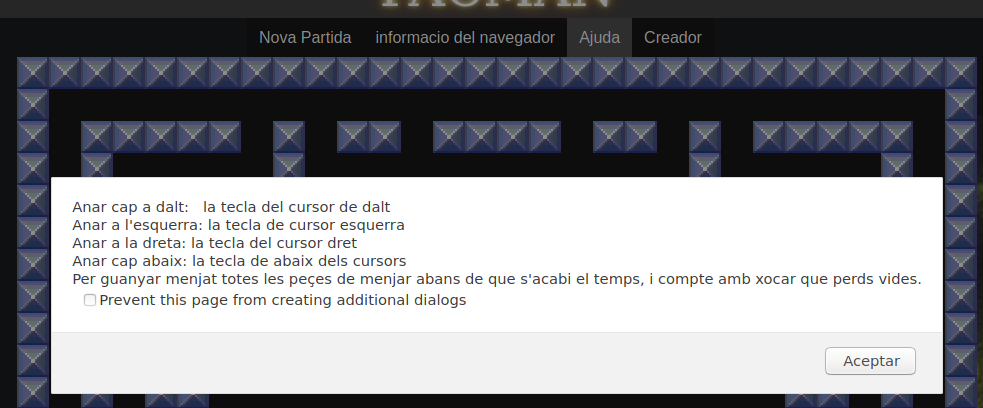 PACMAN
Nova Partida informacio del navegador Ajuda Creador
Anar cap a dalt: la tecla del cursor de dalt
Anar a l'esquerra: la tecla de cursor esquerra
Anar a la dreta: la tecla del cursor dret
Anar cap abaix: la tecla de abaix dels cursors
Per guanyar menjat totes les peçes de menjar abans de que s'acabi el temps, i compte amb xocar que perds vides.
Prevent this page from creating additional dialogs
Aceptar